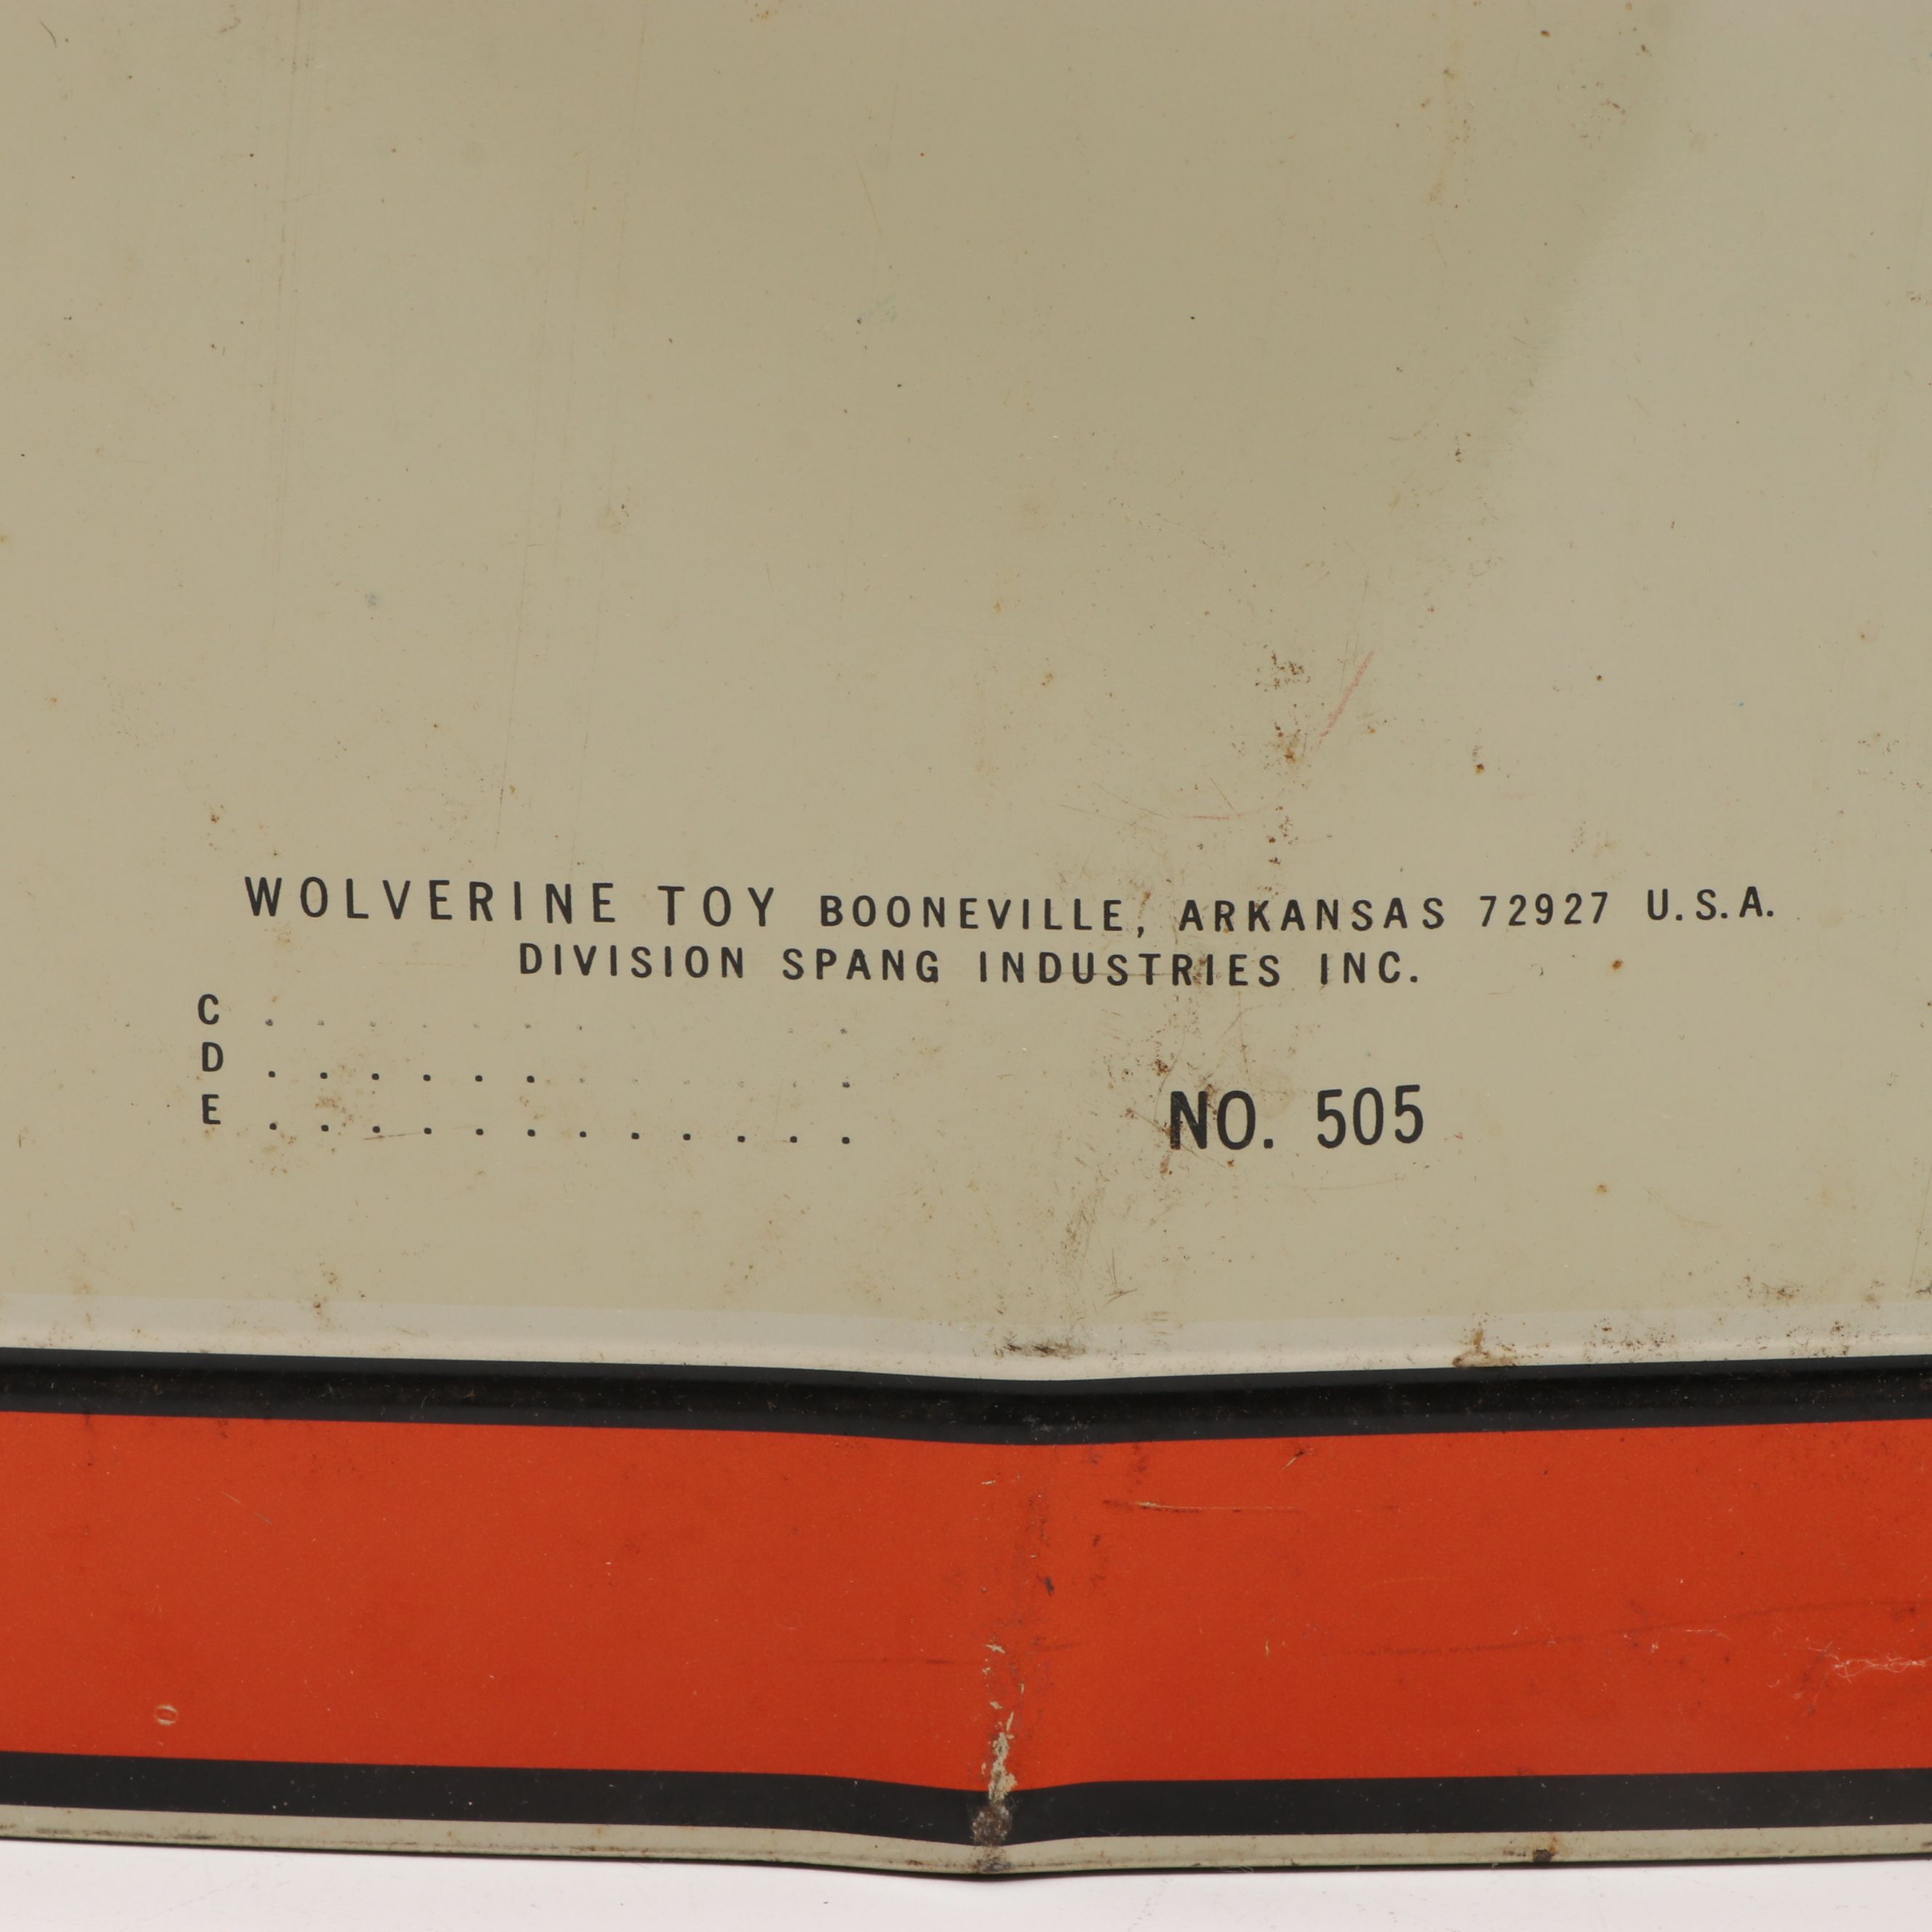 WOLVERINE TOY BOONEVILLE, ARKANSAS 72927 U.S.A.
DIVISION SPANG INDUSTRIES INC.
C . . . . . . . . . . . .
D . . . . . . . . . . . .
E . . . . . . . . . . . .
NO. 505